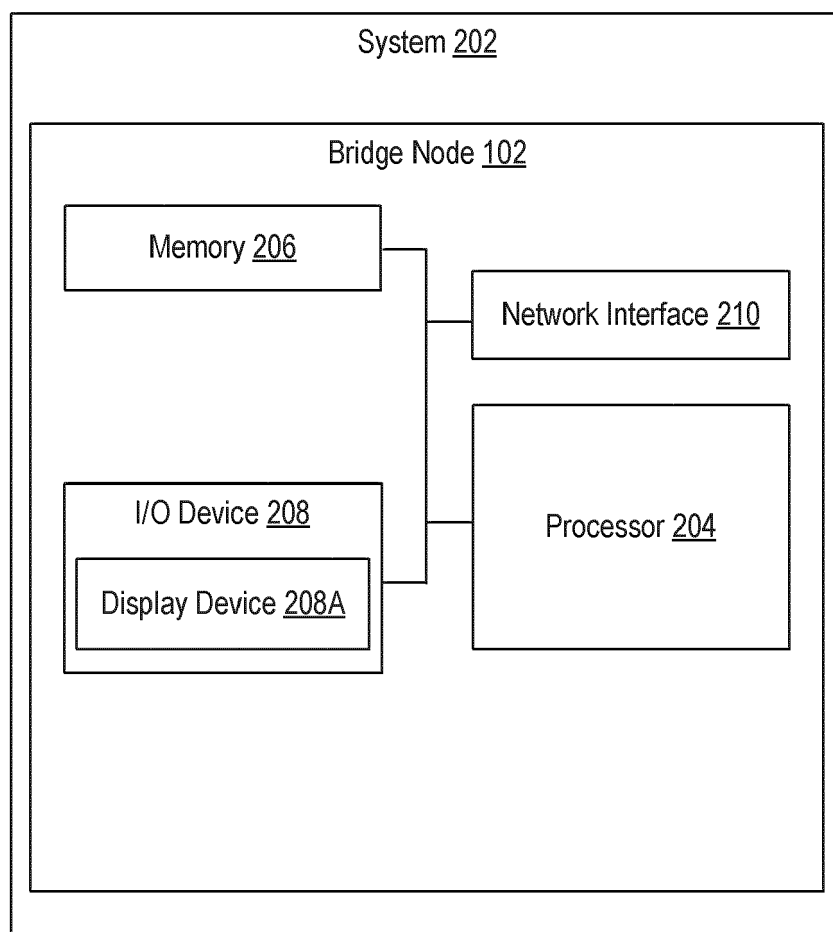 System 202
Bridge Node 102
Memory 206
Network Interface 210
I/O Device 208
Display Device 208A
Processor 204